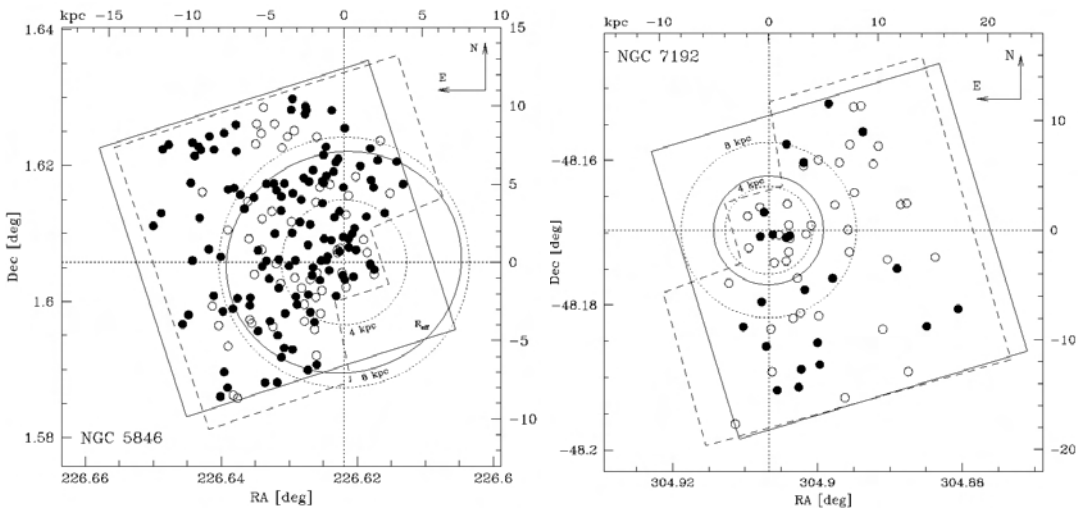 kpc -15 -10 -5 0 5
1.64
15
N
E
10
1.62
5
Dec [deg]
0
1.6
4 kpc
Reff
-5
8 kpc
NGC 5846
1.58
-10
226.66 226.64 226.62 226.6
RA [deg]
kpc -10 0 10 20
NGC 7192
N
E
10
8 kpc
-48.16
4 kpc
0
Dec [deg]
-48.18
-10
-48.2
-20
304.92 304.9 304.88
RA [deg]